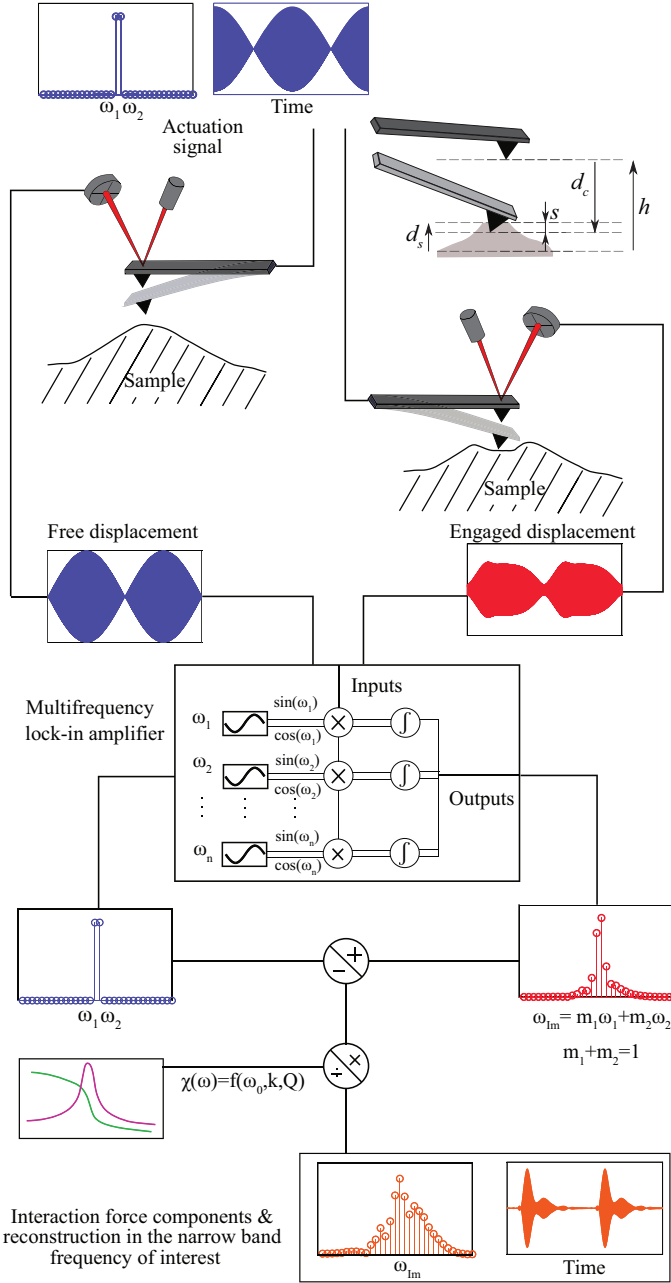 ω1 ω2
Time
Actuation
signal
dc
h
s
ds
Sample
Sample
Free displacement
Engaged displacement
Multifrequency
lock-in amplifier
Inputs
ω1
sin(ω1)
cos(ω1)
× ∫
ω2
sin(ω2)
cos(ω2)
× ∫
Outputs
ωn
sin(ωn)
cos(ωn)
× ∫
ω1 ω2
− +
ωIm= m1ω1+m2ω2
m1+m2=1
χ(ω)=f(ω0,k,Q)
÷ ×
Interaction force components &
reconstruction in the narrow band
frequency of interest
ωIm
Time